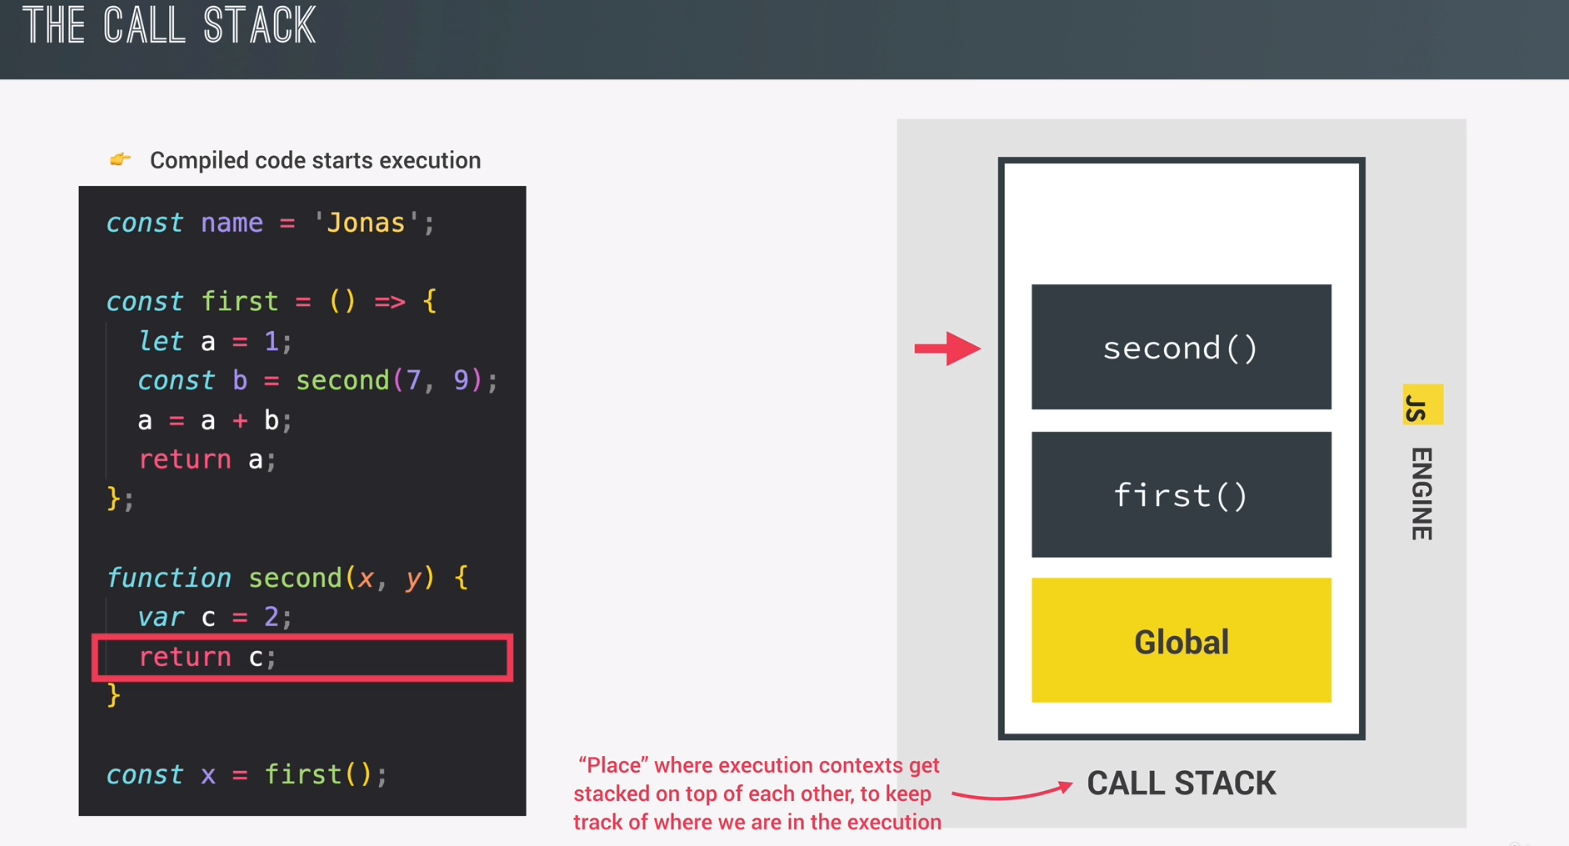 THE CALL STACK
👉 Compiled code starts execution
const name = 'Jonas';
const first = () => {
let a = 1;
const b = second(7, 9);
a = a + b;
return a;
};
function second(x, y) {
var c = 2;
return c;
}
const x = first();
second()
first()
Global
JS ENGINE
CALL STACK
“Place” where execution contexts get
stacked on top of each other, to keep
track of where we are in the execution